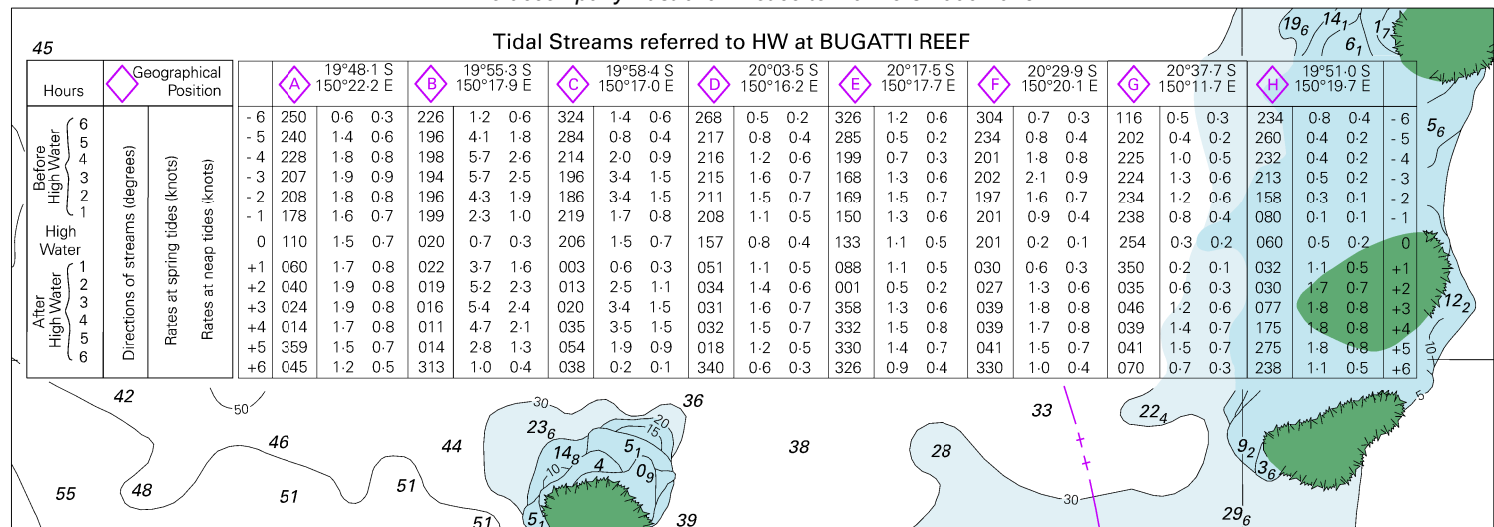 45
Tidal Streams referred to HW at BUGATTI REEF
Hours Geographical Position A 19°48·1 S 150°22·2 E B 19°55·3 S 150°17·9 E C 19°58·4 S 150°17·0 E D 20°03·5 S 150°16·2 E E 20°17·5 S 150°17·7 E F 20°29·9 S 150°20·1 E G 20°37·7 S 150°11·7 E H 19°51·0 S 150°19·7 E
Before High Water 6 5 4 3 2 1
High Water
After High Water 1 2 3 4 5 6
Directions of streams (degrees)
Rates at spring tides (knots)
Rates at neap tides (knots)
-6 250 0·6 0·3 226 1·2 0·6 324 1·4 0·6 268 0·5 0·2 326 1·2 0·6 304 0·7 0·3 116 0·5 0·3 234 0·8 0·4 -6
-5 240 1·4 0·6 196 4·1 1·8 284 0·8 0·4 217 0·8 0·4 285 0·5 0·2 234 0·8 0·4 202 0·4 0·2 260 0·4 0·2 -5
-4 228 1·8 0·8 198 5·7 2·6 214 2·0 0·9 216 1·2 0·6 199 0·7 0·3 201 1·8 0·8 225 1·0 0·5 232 0·4 0·2 -4
-3 207 1·9 0·9 194 5·7 2·5 196 3·4 1·5 215 1·6 0·7 168 1·3 0·6 202 2·1 0·9 224 1·3 0·6 213 0·5 0·2 -3
-2 208 1·8 0·8 196 4·3 1·9 186 3·4 1·5 211 1·5 0·7 169 1·5 0·7 197 1·6 0·7 234 1·2 0·6 158 0·3 0·1 -2
-1 178 1·6 0·7 199 2·3 1·0 219 1·7 0·8 208 1·1 0·5 150 1·3 0·6 201 0·9 0·4 238 0·8 0·4 080 0·1 0·1 -1
0 110 1·5 0·7 020 0·7 0·3 206 1·5 0·7 157 0·8 0·4 133 1·1 0·5 201 0·2 0·1 254 0·3 0·2 060 0·5 0·2 0
+1 060 1·7 0·8 022 3·7 1·6 003 0·6 0·3 051 1·1 0·5 088 1·1 0·5 030 0·6 0·3 350 0·2 0·1 032 1·1 0·5 +1
+2 040 1·9 0·8 019 5·2 2·3 013 2·5 1·1 034 1·4 0·6 001 0·5 0·2 027 1·3 0·6 035 0·6 0·3 030 1·7 0·7 +2
+3 024 1·9 0·8 016 5·4 2·4 020 3·4 1·5 031 1·6 0·7 358 1·3 0·6 039 1·8 0·8 046 1·2 0·6 077 1·8 0·8 +3
+4 014 1·7 0·8 011 4·7 2·1 035 3·5 1·5 032 1·5 0·7 332 1·5 0·8 039 1·7 0·8 039 1·4 0·7 175 1·8 0·8 +4
+5 359 1·5 0·7 014 2·8 1·3 054 1·9 0·9 018 1·2 0·5 330 1·4 0·7 041 1·5 0·7 041 1·5 0·7 275 1·8 0·8 +5
+6 045 1·2 0·5 313 1·0 0·4 038 0·2 0·1 340 0·6 0·3 326 0·9 0·4 330 1·0 0·4 070 0·7 0·3 238 1·1 0·5 +6
19₆ 14₁ 1₇
6₁
5₆
12₂
10
5
42 50 30 36 33 22₄
23₆ 20
15
46 44 5₁ 38 28 9₂
14₈ 4 0₉ 3₆
10
55 48 51 51 30
51 5₁ 39 29₆